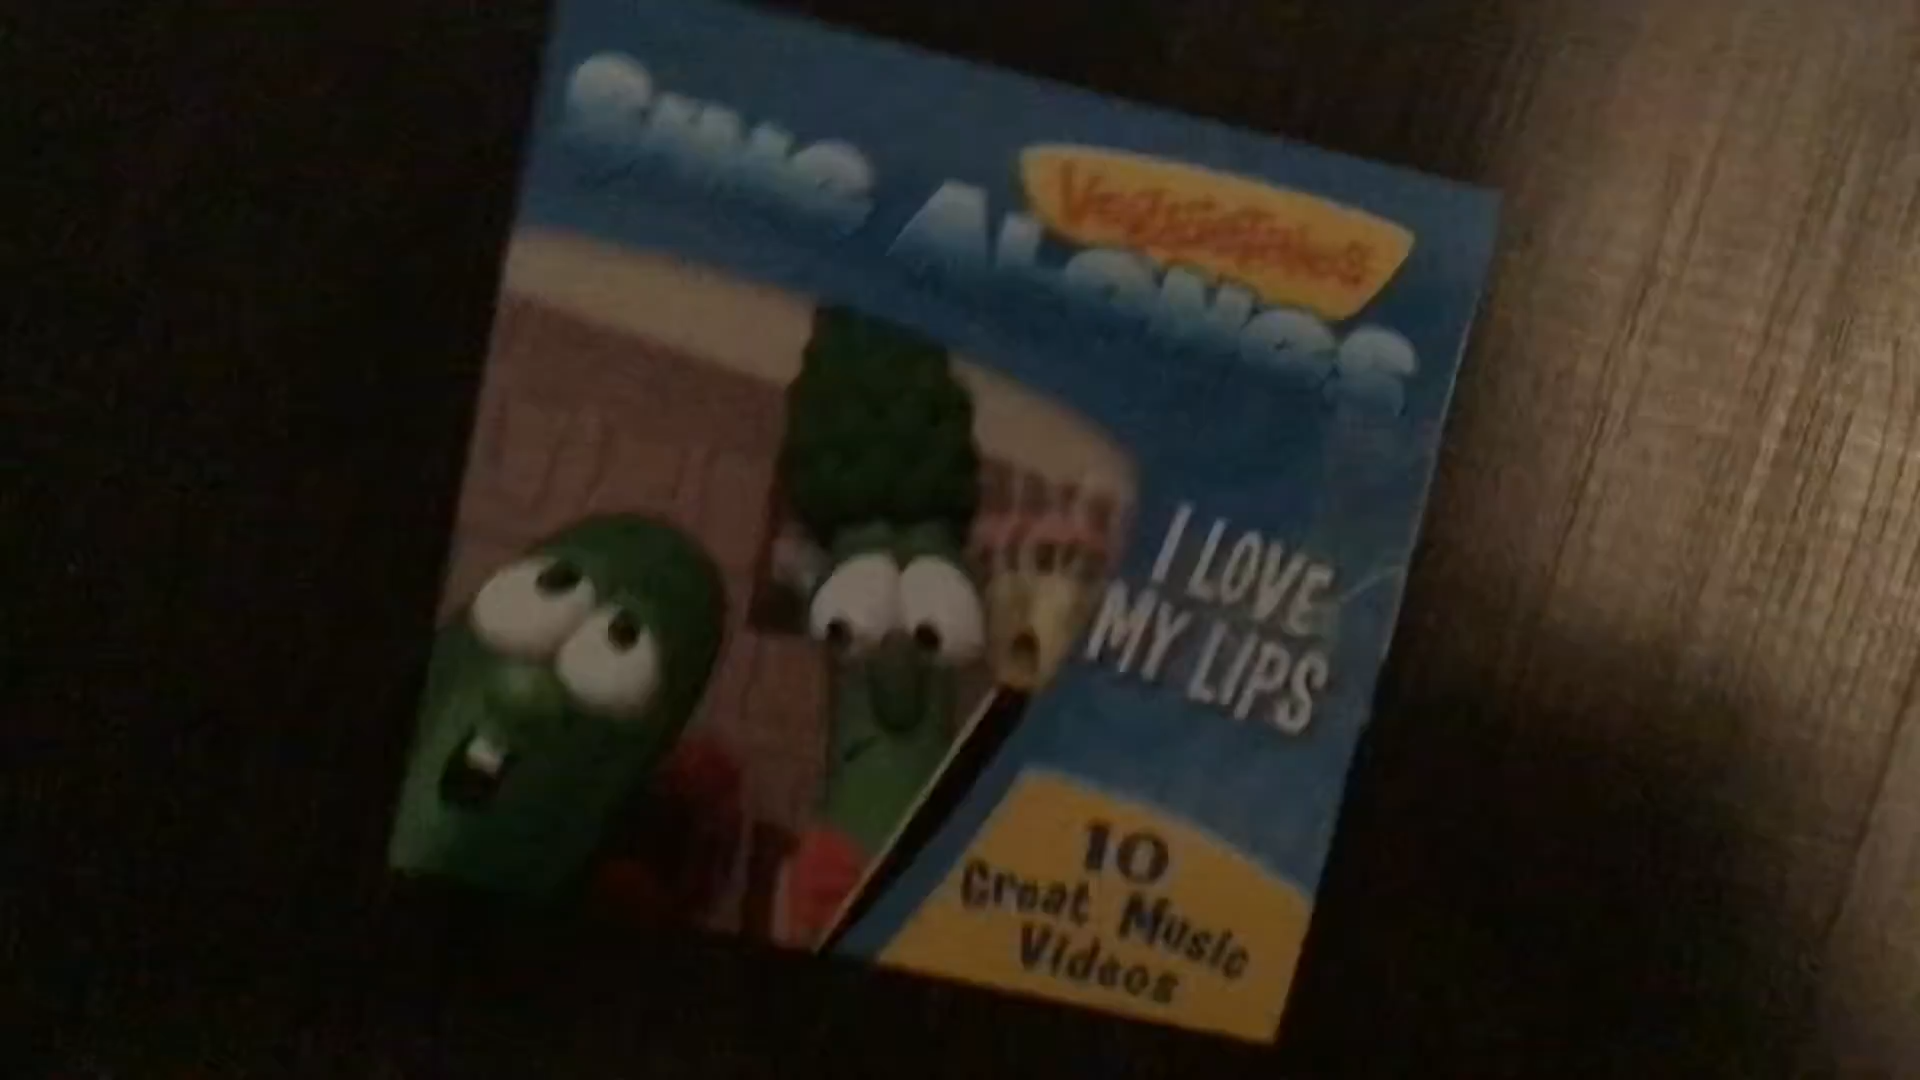 VeggieTales
SING ALONGS
I LOVE
MY LIPS
10
Great Music
Videos